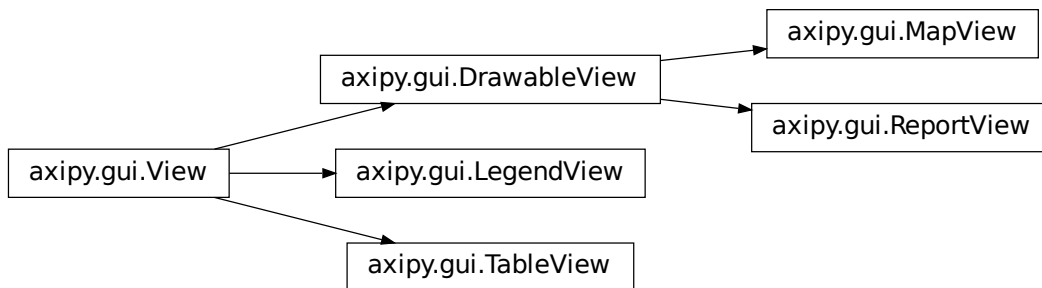 axipy.gui.MapView
axipy.gui.DrawableView
axipy.gui.ReportView
axipy.gui.View
axipy.gui.LegendView
axipy.gui.TableView